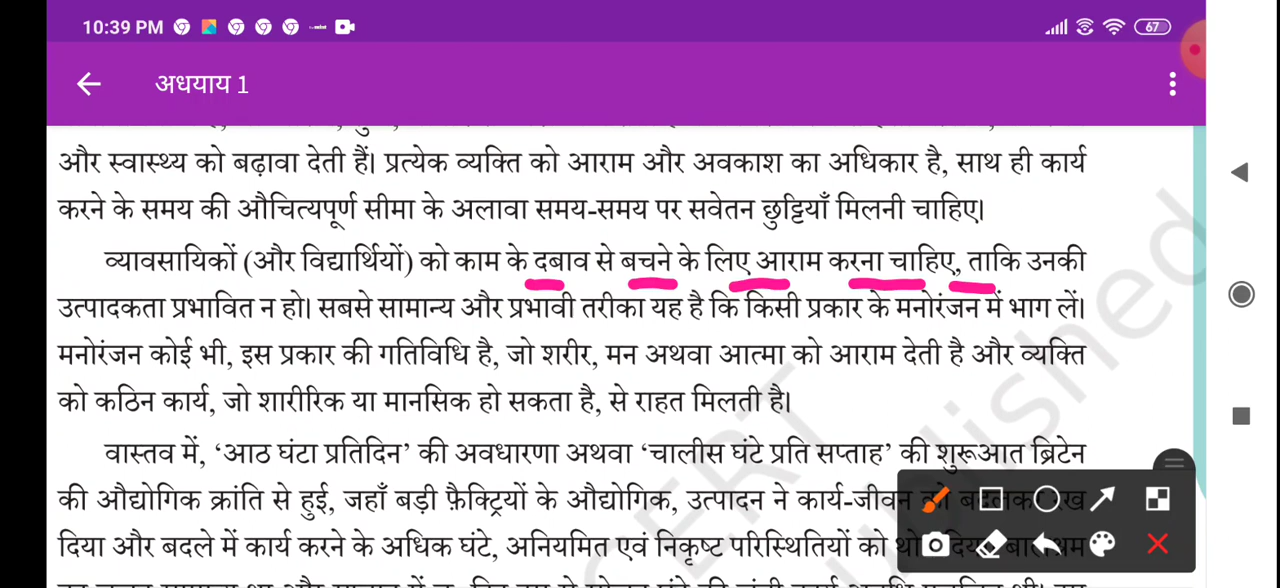 10:39 PM 67
अधयाय 1
और स्वास्थ्य को बढ़ावा देती हैं। प्रत्येक व्यक्ति को आराम और अवकाश का अधिकार है, साथ ही कार्य
करने के समय की औचित्यपूर्ण सीमा के अलावा समय-समय पर सवेतन छुट्टियाँ मिलनी चाहिए।
व्यावसायिकों (और विद्यार्थियों) को काम के दबाव से बचने के लिए आराम करना चाहिए, ताकि उनकी
उत्पादकता प्रभावित न हो। सबसे सामान्य और प्रभावी तरीका यह है कि किसी प्रकार के मनोरंजन में भाग लें।
मनोरंजन कोई भी, इस प्रकार की गतिविधि है, जो शरीर, मन अथवा आत्मा को आराम देती है और व्यक्ति
को कठिन कार्य, जो शारीरिक या मानसिक हो सकता है, से राहत मिलती है।
वास्तव में, ‘आठ घंटा प्रतिदिन’ की अवधारणा अथवा ‘चालीस घंटे प्रति सप्ताह’ की शुरूआत ब्रिटेन
की औद्योगिक क्रांति से हुई, जहाँ बड़ी फ़ैक्ट्रियों के औद्योगिक, उत्पादन ने कार्य-जीवन को बदलकर रख
दिया और बदले में कार्य करने के अधिक घंटे, अनियमित एवं निकृष्ट परिस्थितियों को